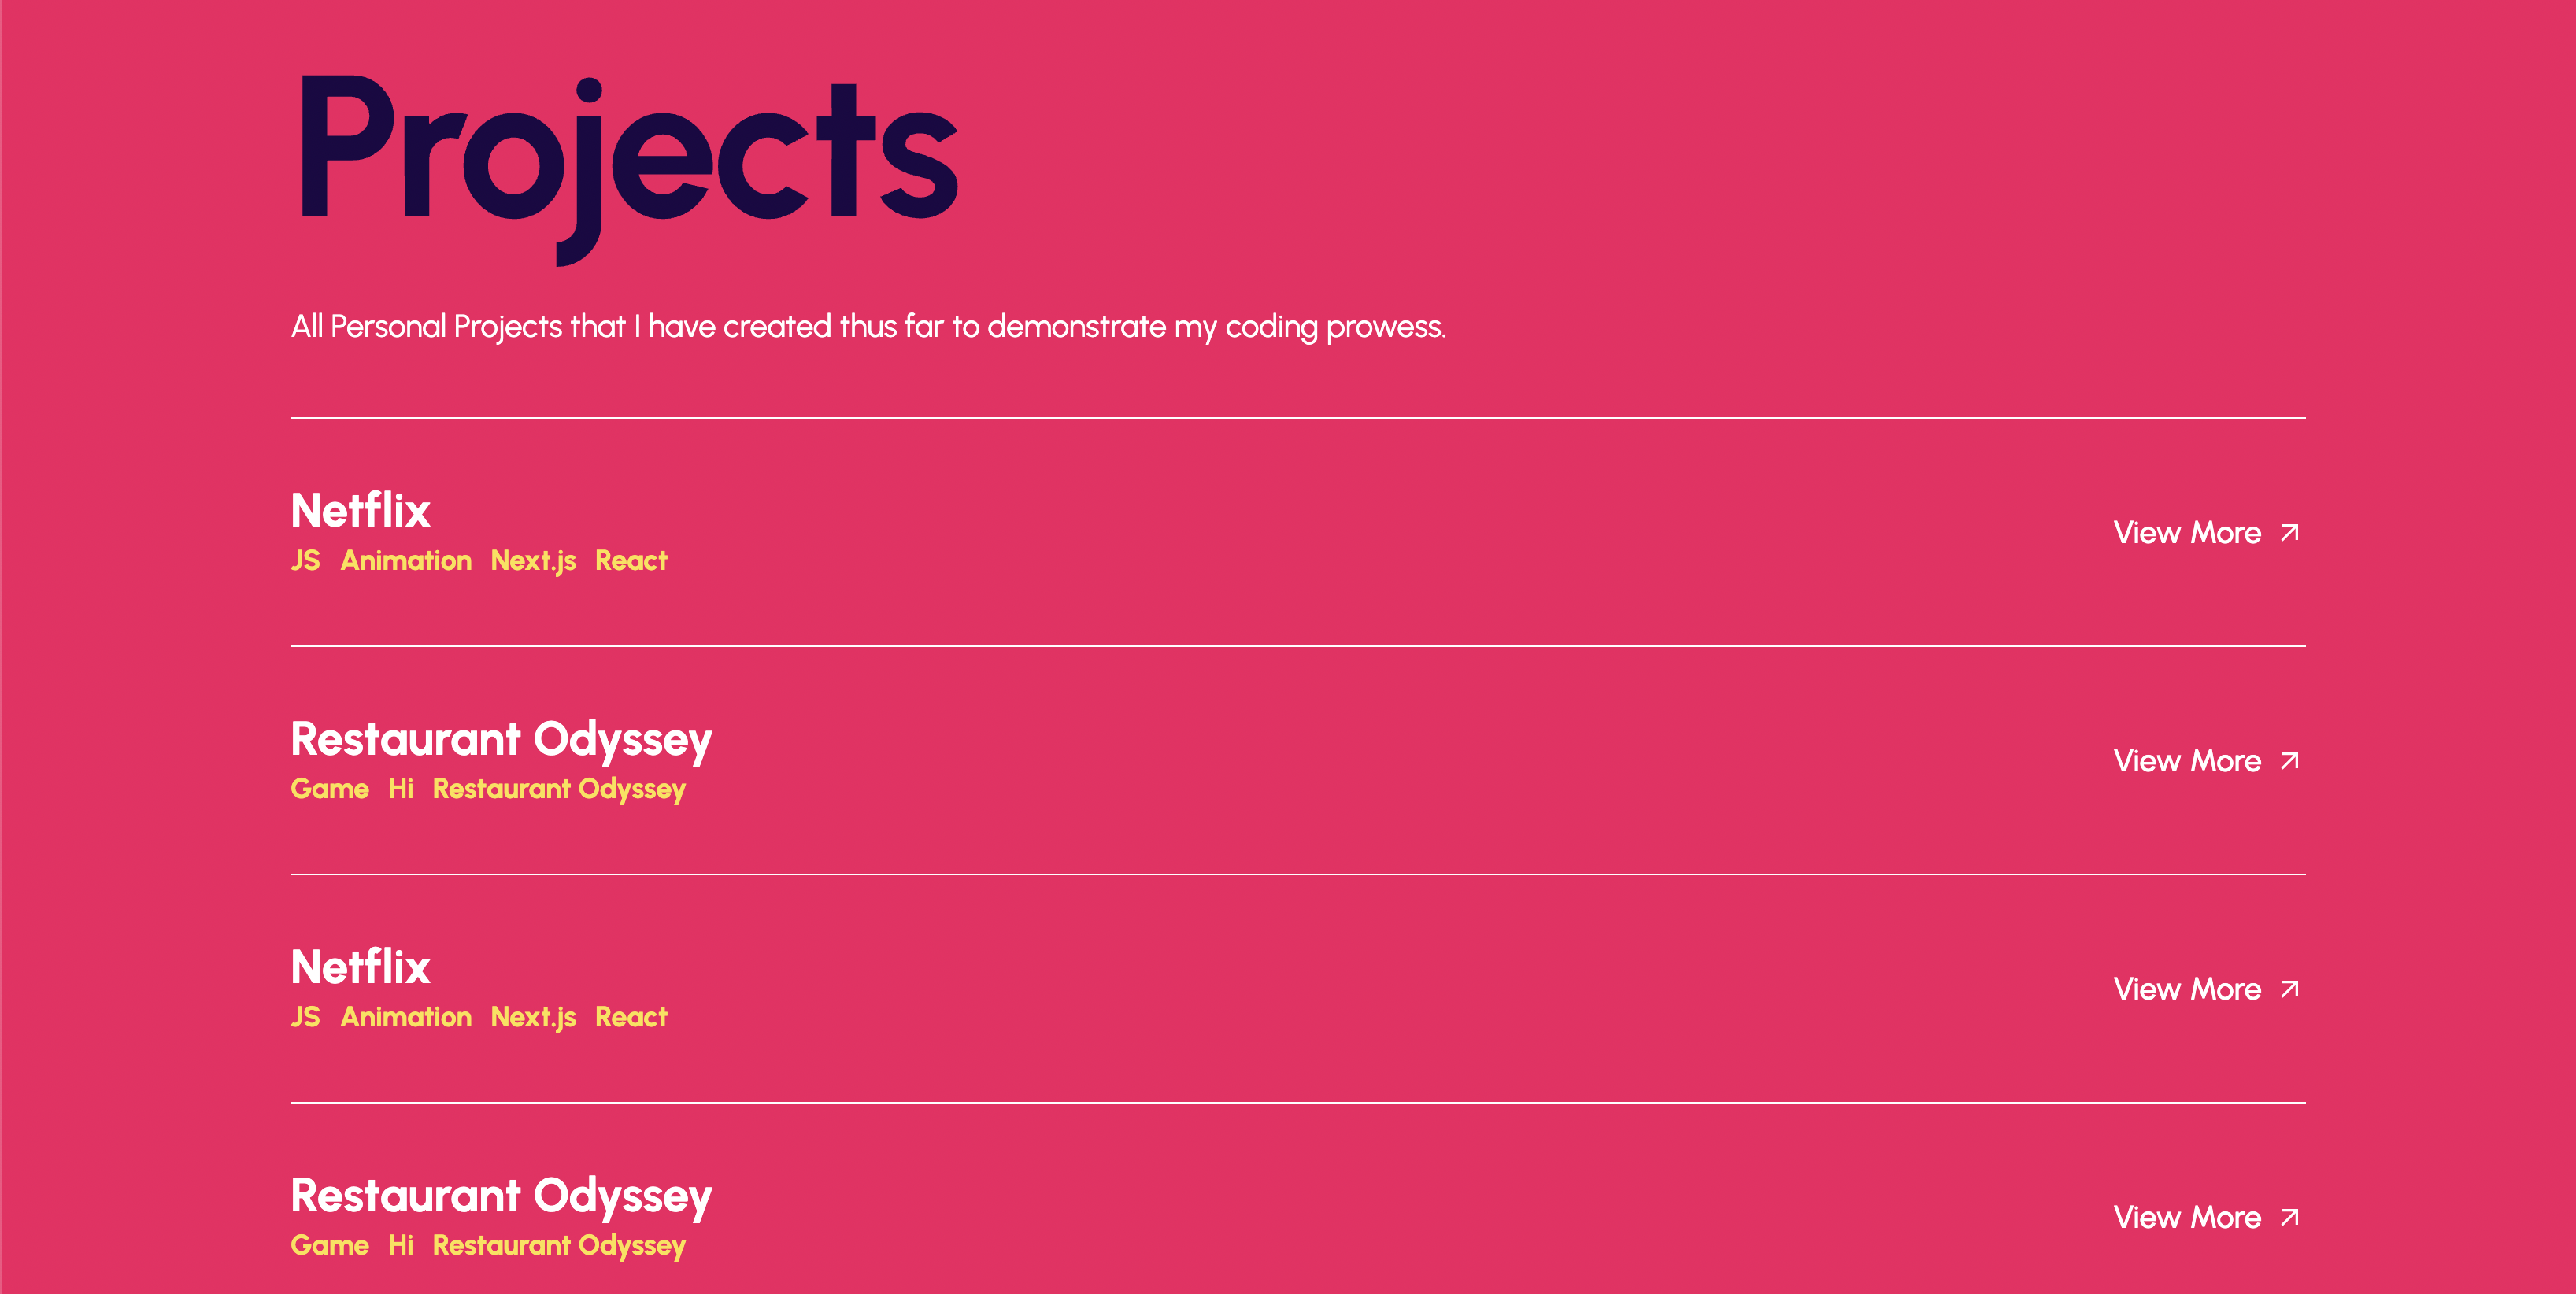 Projects
All Personal Projects that I have created thus far to demonstrate my coding prowess.
Netflix
JS Animation Next.js React
View More
Restaurant Odyssey
Game Hi Restaurant Odyssey
View More
Netflix
JS Animation Next.js React
View More
Restaurant Odyssey
Game Hi Restaurant Odyssey
View More